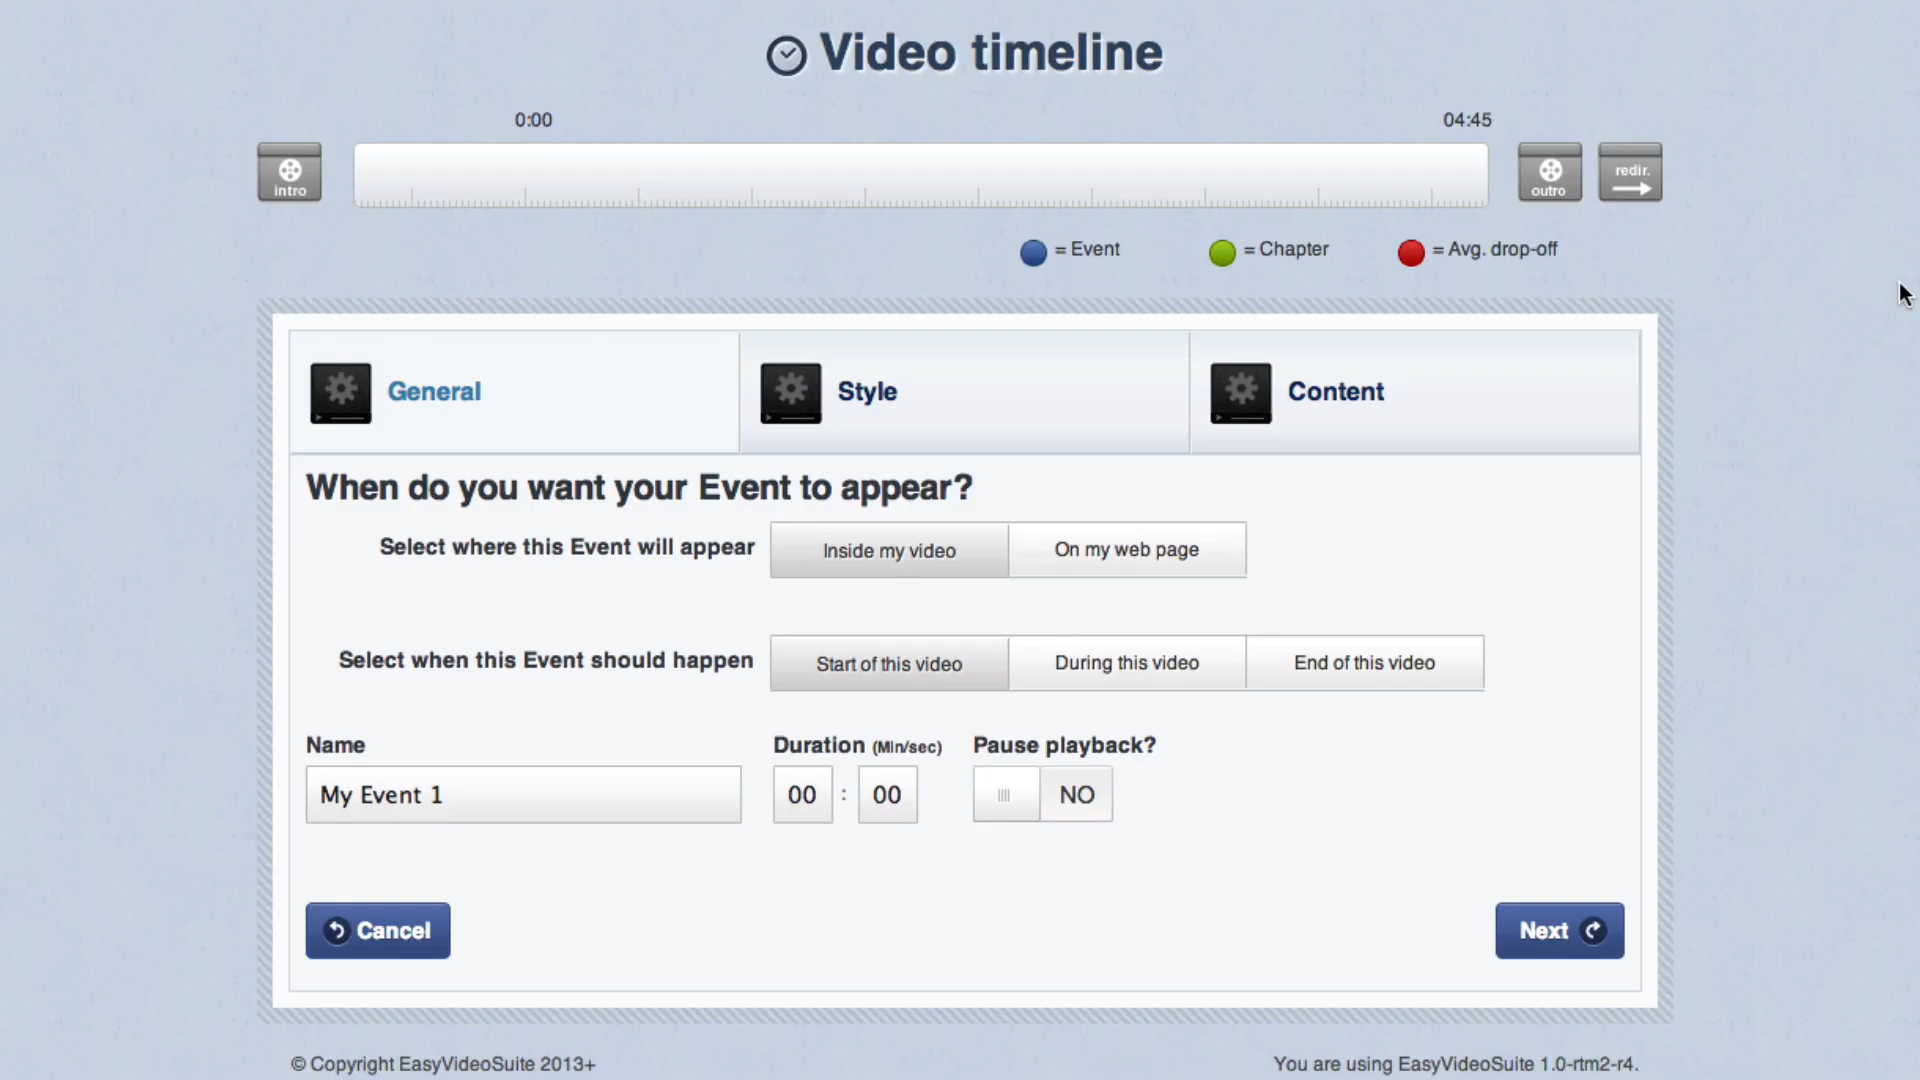 Video timeline
0:00
04:45
intro
outro
redir.
= Event
= Chapter
= Avg. drop-off
General
Style
Content
When do you want your Event to appear?
Select where this Event will appear
Inside my video
On my web page
Select when this Event should happen
Start of this video
During this video
End of this video
Name
Duration (Min/sec)
Pause playback?
My Event 1
00 : 00
NO
Cancel
Next
© Copyright EasyVideoSuite 2013+
You are using EasyVideoSuite 1.0-rtm2-r4.